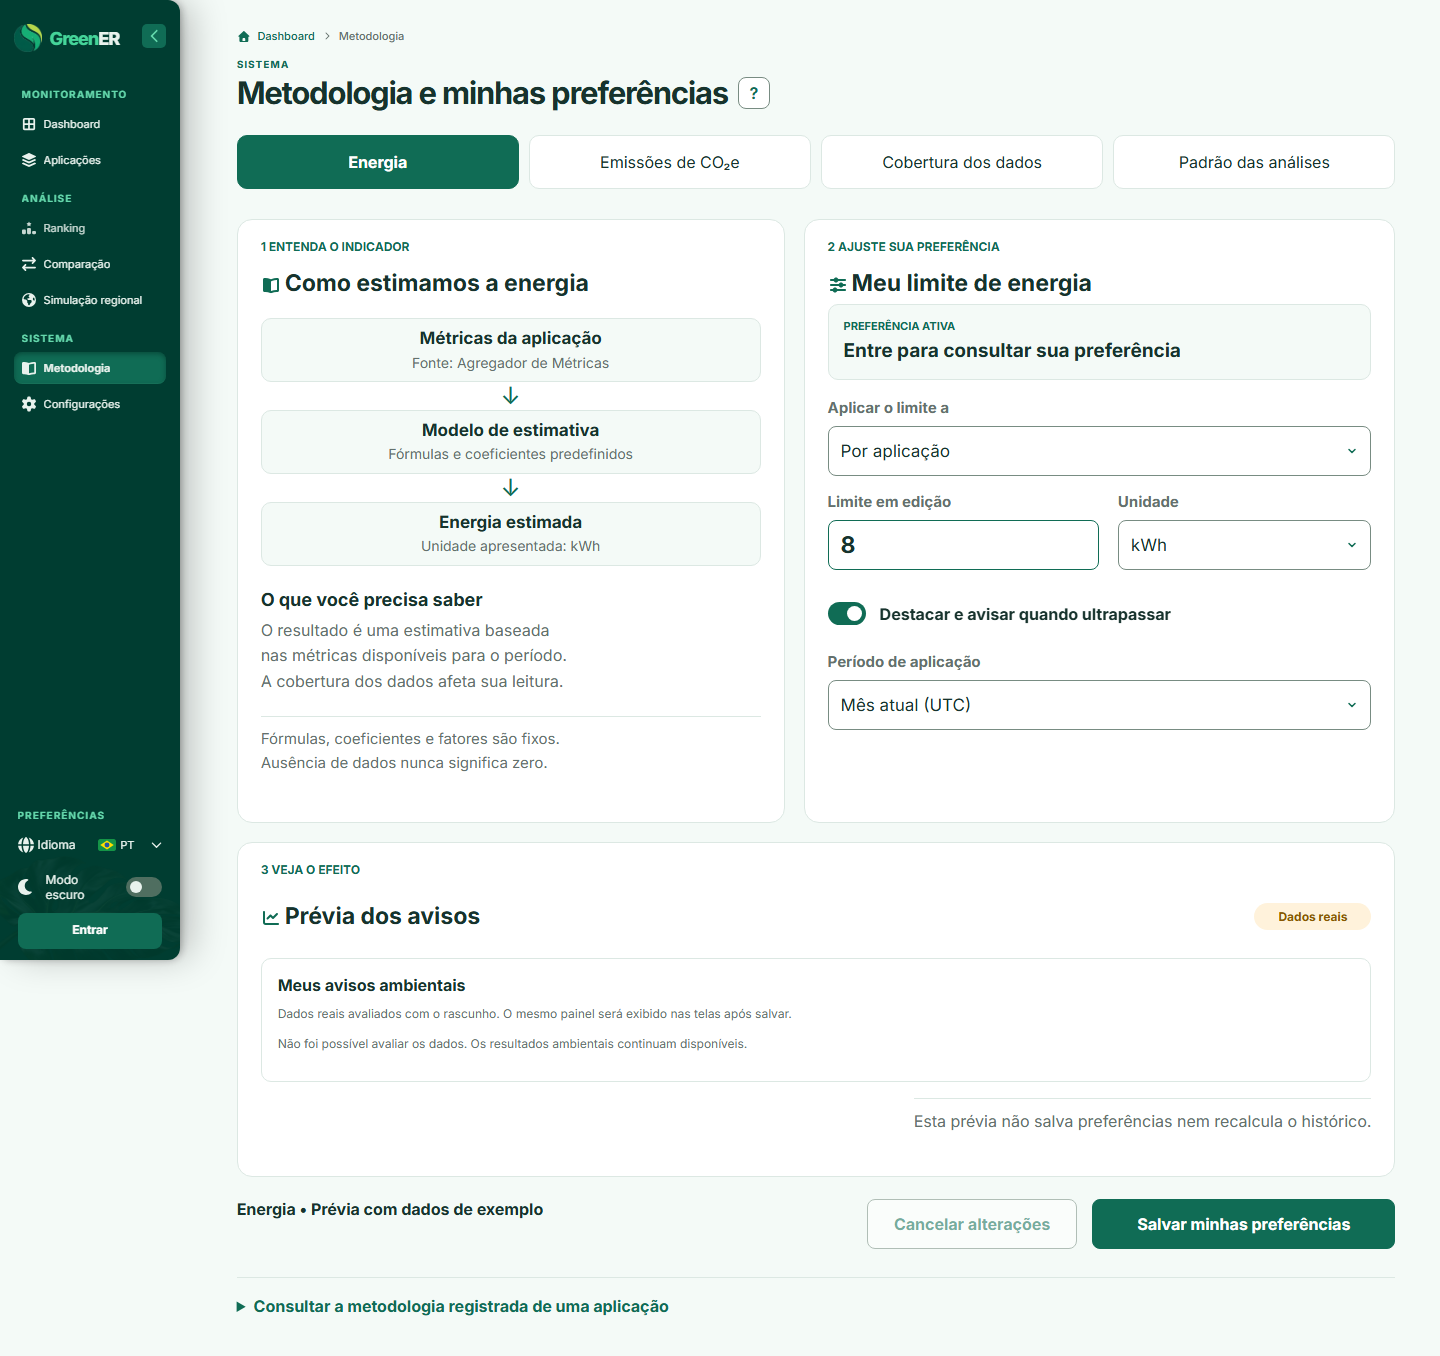 GreenER
MONITORAMENTO
Dashboard
Aplicações
ANÁLISE
Ranking
Comparação
Simulação regional
SISTEMA
Metodologia
Configurações
PREFERÊNCIAS
Idioma PT
Modo
escuro
Entrar
Dashboard > Metodologia
SISTEMA
Metodologia e minhas preferências ?
Energia
Emissões de CO₂e
Cobertura dos dados
Padrão das análises
1 ENTENDA O INDICADOR
Como estimamos a energia
Métricas da aplicação
Fonte: Agregador de Métricas
Modelo de estimativa
Fórmulas e coeficientes predefinidos
Energia estimada
Unidade apresentada: kWh
O que você precisa saber
O resultado é uma estimativa baseada
nas métricas disponíveis para o período.
A cobertura dos dados afeta sua leitura.
Fórmulas, coeficientes e fatores são fixos.
Ausência de dados nunca significa zero.
2 AJUSTE SUA PREFERÊNCIA
Meu limite de energia
PREFERÊNCIA ATIVA
Entre para consultar sua preferência
Aplicar o limite a
Por aplicação
Limite em edição
8
Unidade
kWh
Destacar e avisar quando ultrapassar
Período de aplicação
Mês atual (UTC)
3 VEJA O EFEITO
Prévia dos avisos
Dados reais
Meus avisos ambientais
Dados reais avaliados com o rascunho. O mesmo painel será exibido nas telas após salvar.
Não foi possível avaliar os dados. Os resultados ambientais continuam disponíveis.
Esta prévia não salva preferências nem recalcula o histórico.
Energia • Prévia com dados de exemplo
Cancelar alterações
Salvar minhas preferências
Consultar a metodologia registrada de uma aplicação